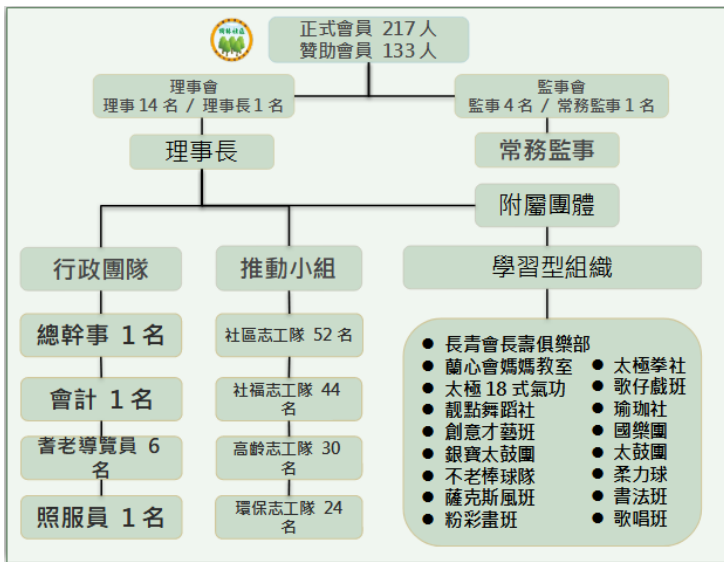 正式會員 217 人
贊助會員 133 人
理事會
理事 14 名 / 理事長 1 名
監事會
監事 4 名 / 常務監事 1 名
理事長
常務監事
附屬團體
行政團隊
推動小組
學習型組織
總幹事 1 名
會計 1 名
耆老導覽員 6
名
照服員 1 名
社區志工隊 52 名
社福志工隊 44
名
高齡志工隊 30
名
環保志工隊 24
名
● 長青會長壽俱樂部
● 蘭心會媽媽教室
● 太極 18 式氣功
● 靚點舞蹈社
● 創意才藝班
● 銀寶太鼓團
● 不老棒球隊
● 薩克斯風班
● 粉彩畫班
● 太極拳社
● 歌仔戲班
● 瑜珈社
● 國樂團
● 太鼓團
● 柔力球
● 書法班
● 歌唱班